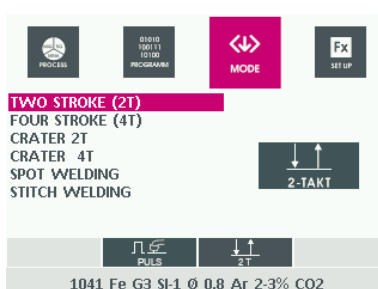 PROCESS
01010
100111
10100
PROGRAMM
MODE
Fx
SET UP
TWO STROKE (2T)
FOUR STROKE (4T)
CRATER 2T
CRATER 4T
SPOT WELDING
STITCH WELDING
2-TAKT
PULS
2T
1041 Fe G3 SI-1 Ø 0.8 Ar 2-3% CO2